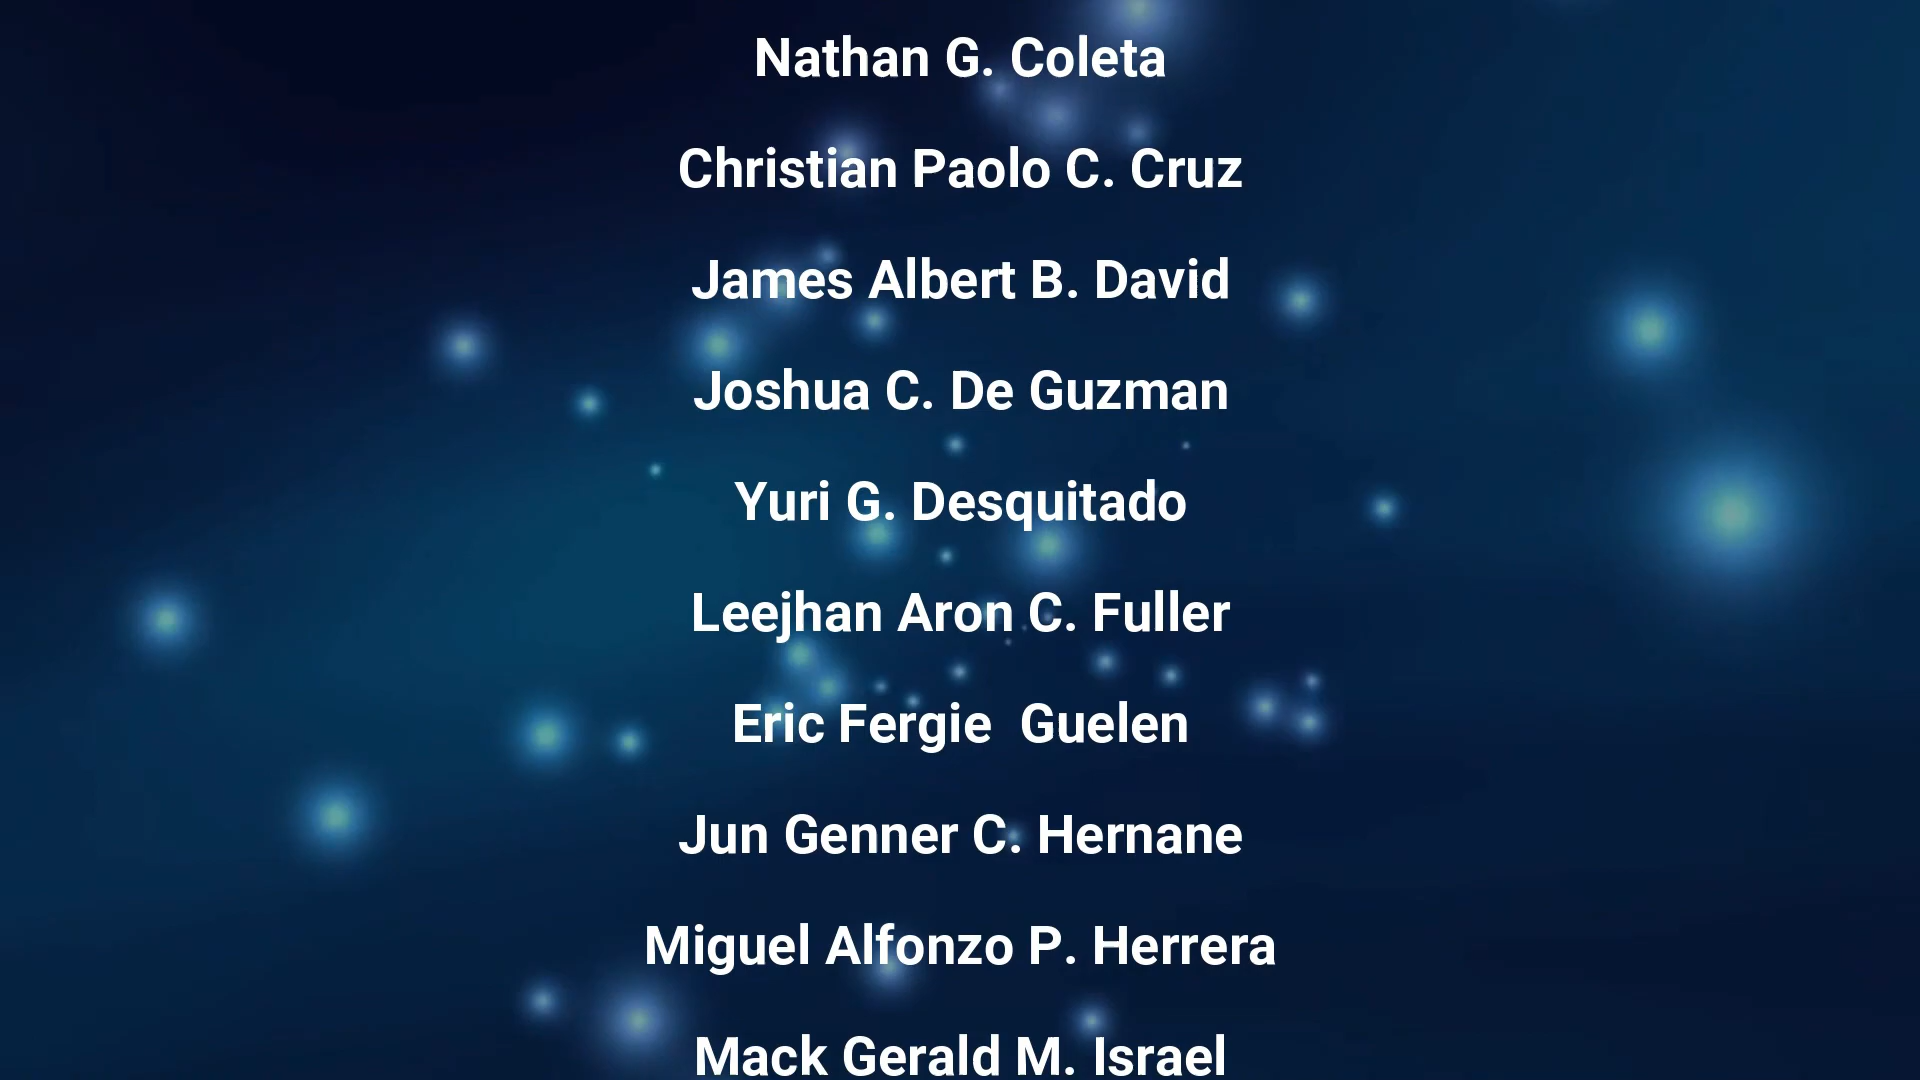 Nathan G. Coleta
Christian Paolo C. Cruz
James Albert B. David
Joshua C. De Guzman
Yuri G. Desquitado
Leejhan Aron C. Fuller
Eric Fergie  Guelen
Jun Genner C. Hernane
Miguel Alfonzo P. Herrera
Mack Gerald M. Israel